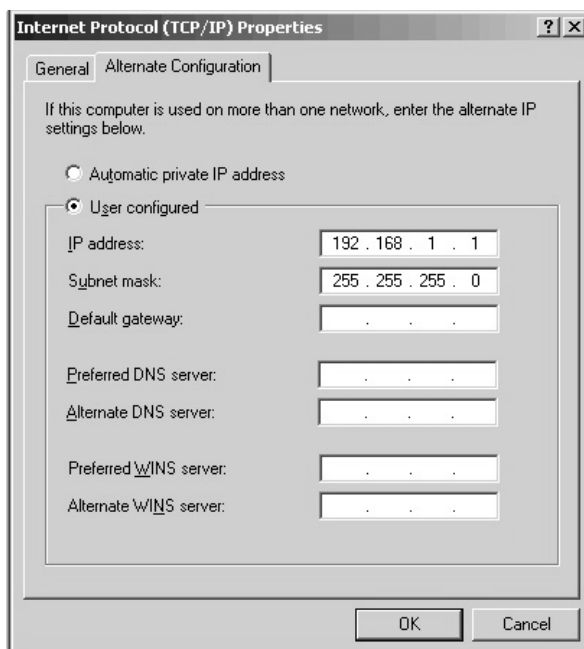 Internet Protocol (TCP/IP) Properties
? X
General Alternate Configuration
If this computer is used on more than one network, enter the alternate IP
settings below.
Automatic private IP address
User configured
IP address: 192 . 168 . 1 . 1
Subnet mask: 255 . 255 . 255 . 0
Default gateway: . . .
Preferred DNS server: . . .
Alternate DNS server: . . .
Preferred WINS server: . . .
Alternate WINS server: . . .
OK Cancel